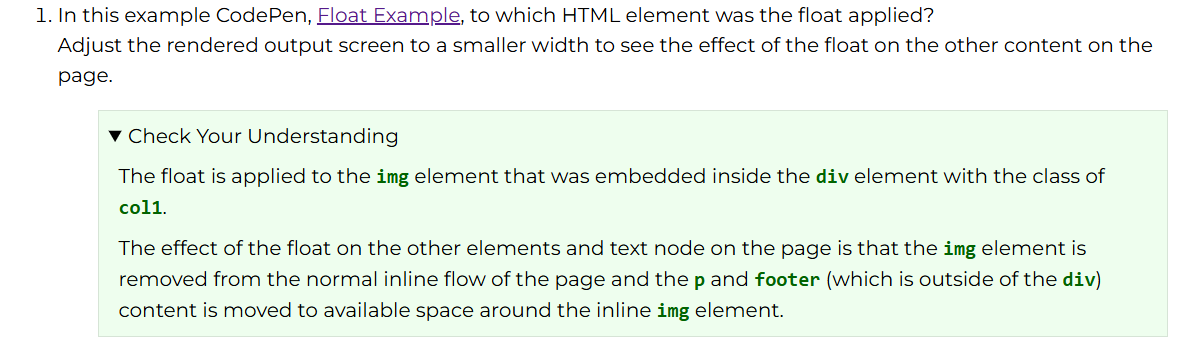 1. In this example CodePen, Float Example, to which HTML element was the float applied?
Adjust the rendered output screen to a smaller width to see the effect of the float on the other content on the
page.
▼ Check Your Understanding
The float is applied to the img element that was embedded inside the div element with the class of
col1.
The effect of the float on the other elements and text node on the page is that the img element is
removed from the normal inline flow of the page and the p and footer (which is outside of the div)
content is moved to available space around the inline img element.